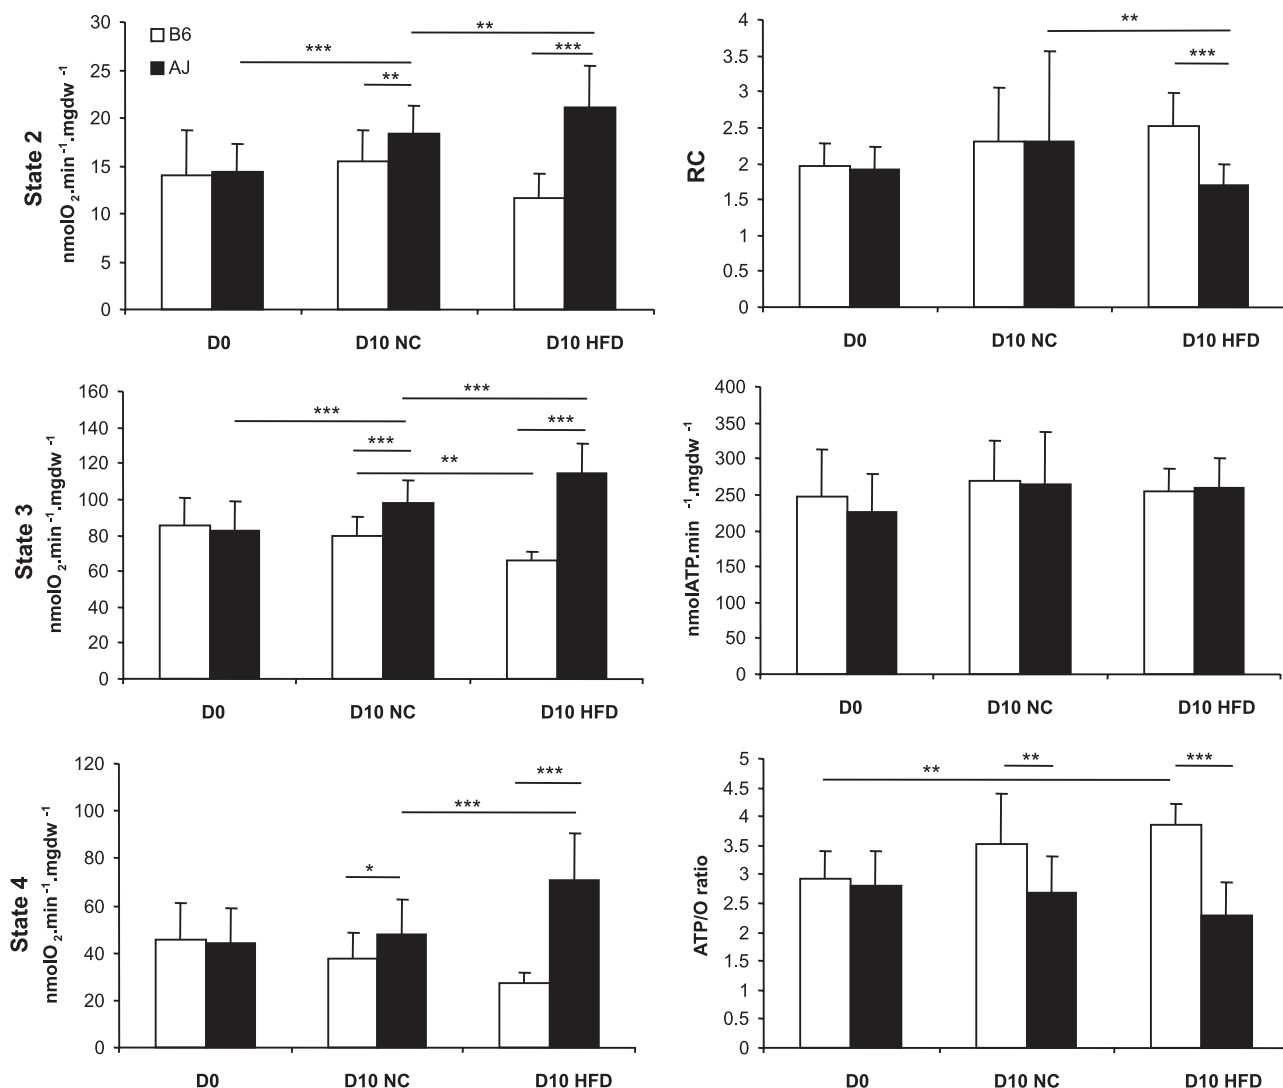 30
25
20
15
10
5
0
State 2
nmolO₂.min⁻¹.mgdw⁻¹
B6
AJ
***
**
**
***
D0
D10 NC
D10 HFD
4
3.5
3
2.5
2
1.5
1
0.5
0
RC
**
***
D0
D10 NC
D10 HFD
160
140
120
100
80
60
40
20
0
State 3
nmolO₂.min⁻¹.mgdw⁻¹
***
***
***
**
***
D0
D10 NC
D10 HFD
400
350
300
250
200
150
100
50
0
nmolATP.min⁻¹.mgdw⁻¹
D0
D10 NC
D10 HFD
120
100
80
60
40
20
0
State 4
nmolO₂.min⁻¹.mgdw⁻¹
*
***
***
D0
D10 NC
D10 HFD
5
4.5
4
3.5
3
2.5
2
1.5
1
0.5
0
ATP/O ratio
**
**
***
D0
D10 NC
D10 HFD